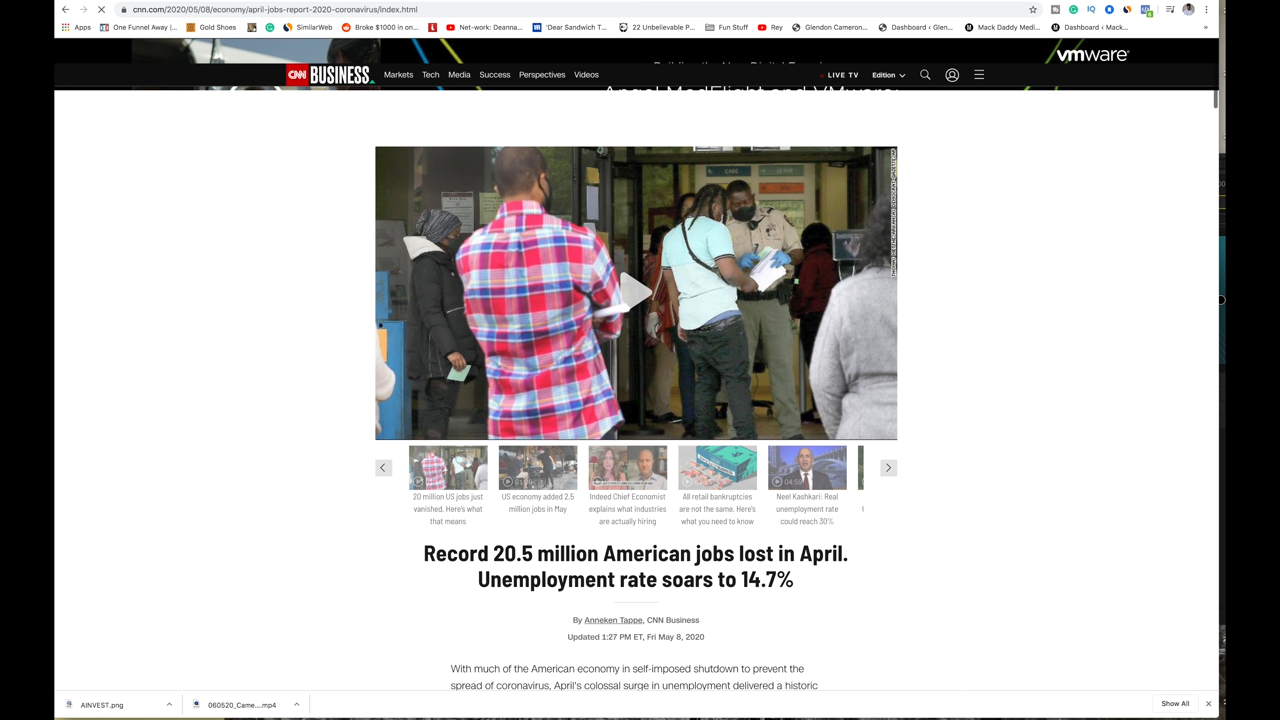 cnn.com/2020/05/08/economy/april-jobs-report-2020-coronavirus/index.html
Apps One Funnel Away |... Gold Shoes SimilarWeb Broke $1000 in on... Net-work: Deanna... 'Dear Sandwich T... 22 Unbelievable P... Fun Stuff Rey Glendon Cameron... Dashboard ‹ Glen... Mack Daddy Medi... Dashboard ‹ Mack... »
vmware
CNN BUSINESS Markets Tech Media Success Perspectives Videos LIVE TV Edition
Angel MedFlight and VMware:
20 million US jobs just
vanished. Here's what
that means
US economy added 2.5
million jobs in May
Indeed Chief Economist
explains what industries
are actually hiring
All retail bankruptcies
are not the same. Here's
what you need to know
04:59
Neel Kashkari: Real
unemployment rate
could reach 30%
Record 20.5 million American jobs lost in April.
Unemployment rate soars to 14.7%
By Anneken Tappe, CNN Business
Updated 1:27 PM ET, Fri May 8, 2020
With much of the American economy in self-imposed shutdown to prevent the
spread of coronavirus, April's colossal surge in unemployment delivered a historic
AINVEST.png 060520_Came....mp4 Show All